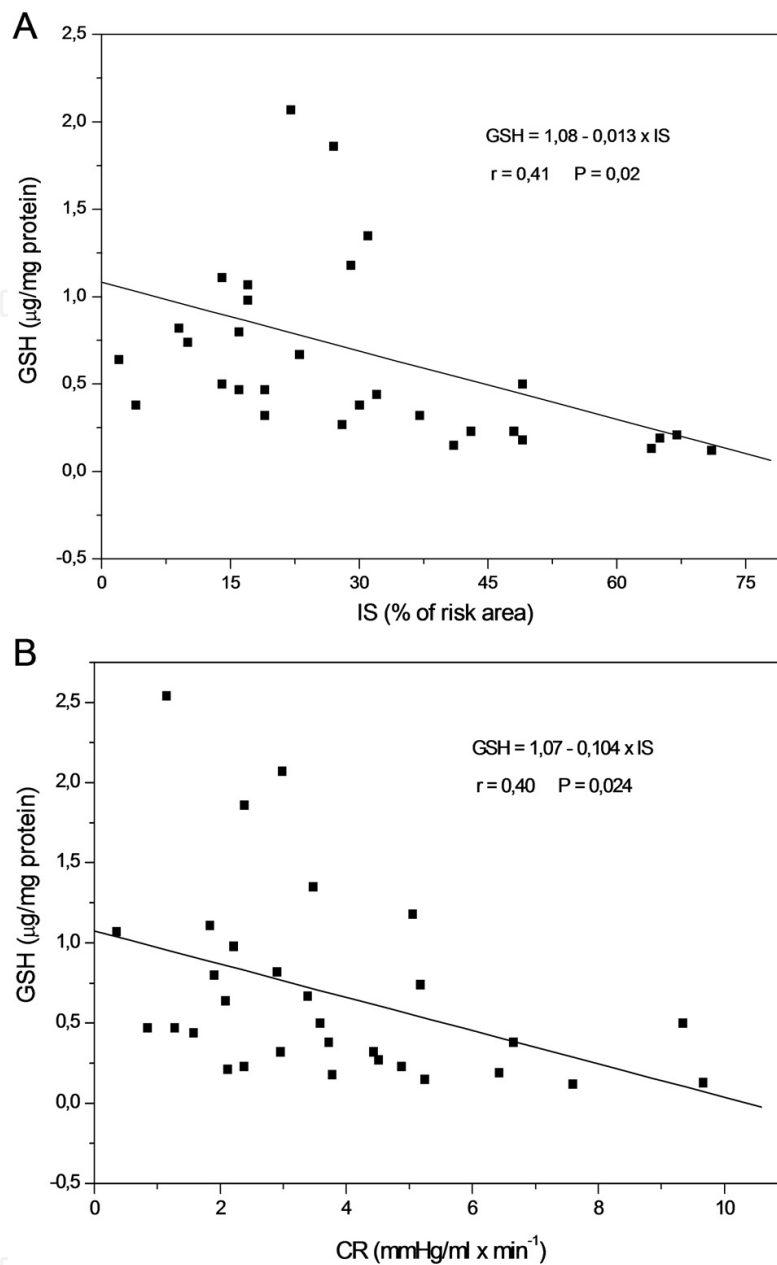 A
2,5
2,0
1,5
1,0
0,5
0,0
-0,5
GSH (µg/mg protein)
GSH = 1,08 - 0,013 x IS
r = 0,41 P = 0,02
0 15 30 45 60 75
IS (% of risk area)
B
2,5
2,0
1,5
1,0
0,5
0,0
-0,5
GSH (µg/mg protein)
GSH = 1,07 - 0,104 x IS
r = 0,40 P = 0,024
0 2 4 6 8 10
CR (mmHg/ml x min⁻¹)